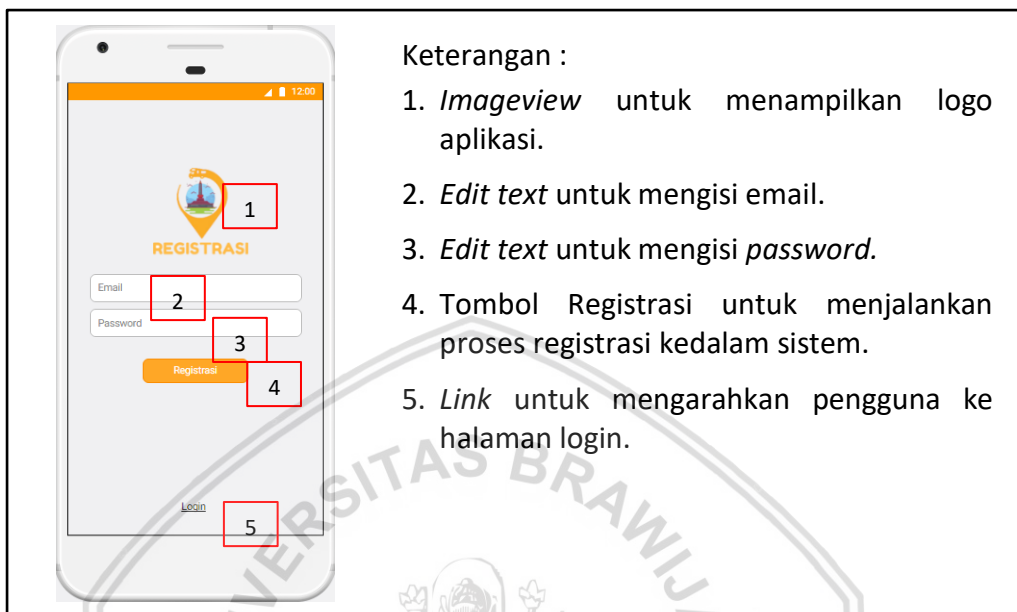 12:00
1
REGISTRASI
Email
2
Password
3
Registrasi
4
Login
5
Keterangan :
1. Imageview untuk menampilkan logo
aplikasi.
2. Edit text untuk mengisi email.
3. Edit text untuk mengisi password.
4. Tombol Registrasi untuk menjalankan
proses registrasi kedalam sistem.
5. Link untuk mengarahkan pengguna ke
halaman login.
VERSITAS BRAWIJ